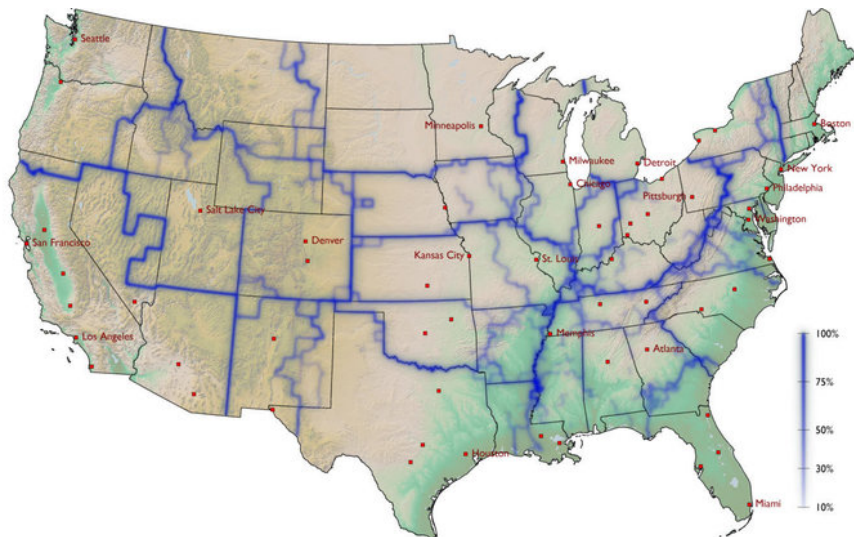 Seattle
Minneapolis
Boston
Milwaukee
Detroit
New York
Chicago
Pittsburgh
Philadelphia
Salt Lake City
Washington
Denver
San Francisco
Kansas City
St. Louis
Los Angeles
Memphis
Atlanta
Houston
Miami
100%
75%
50%
30%
10%